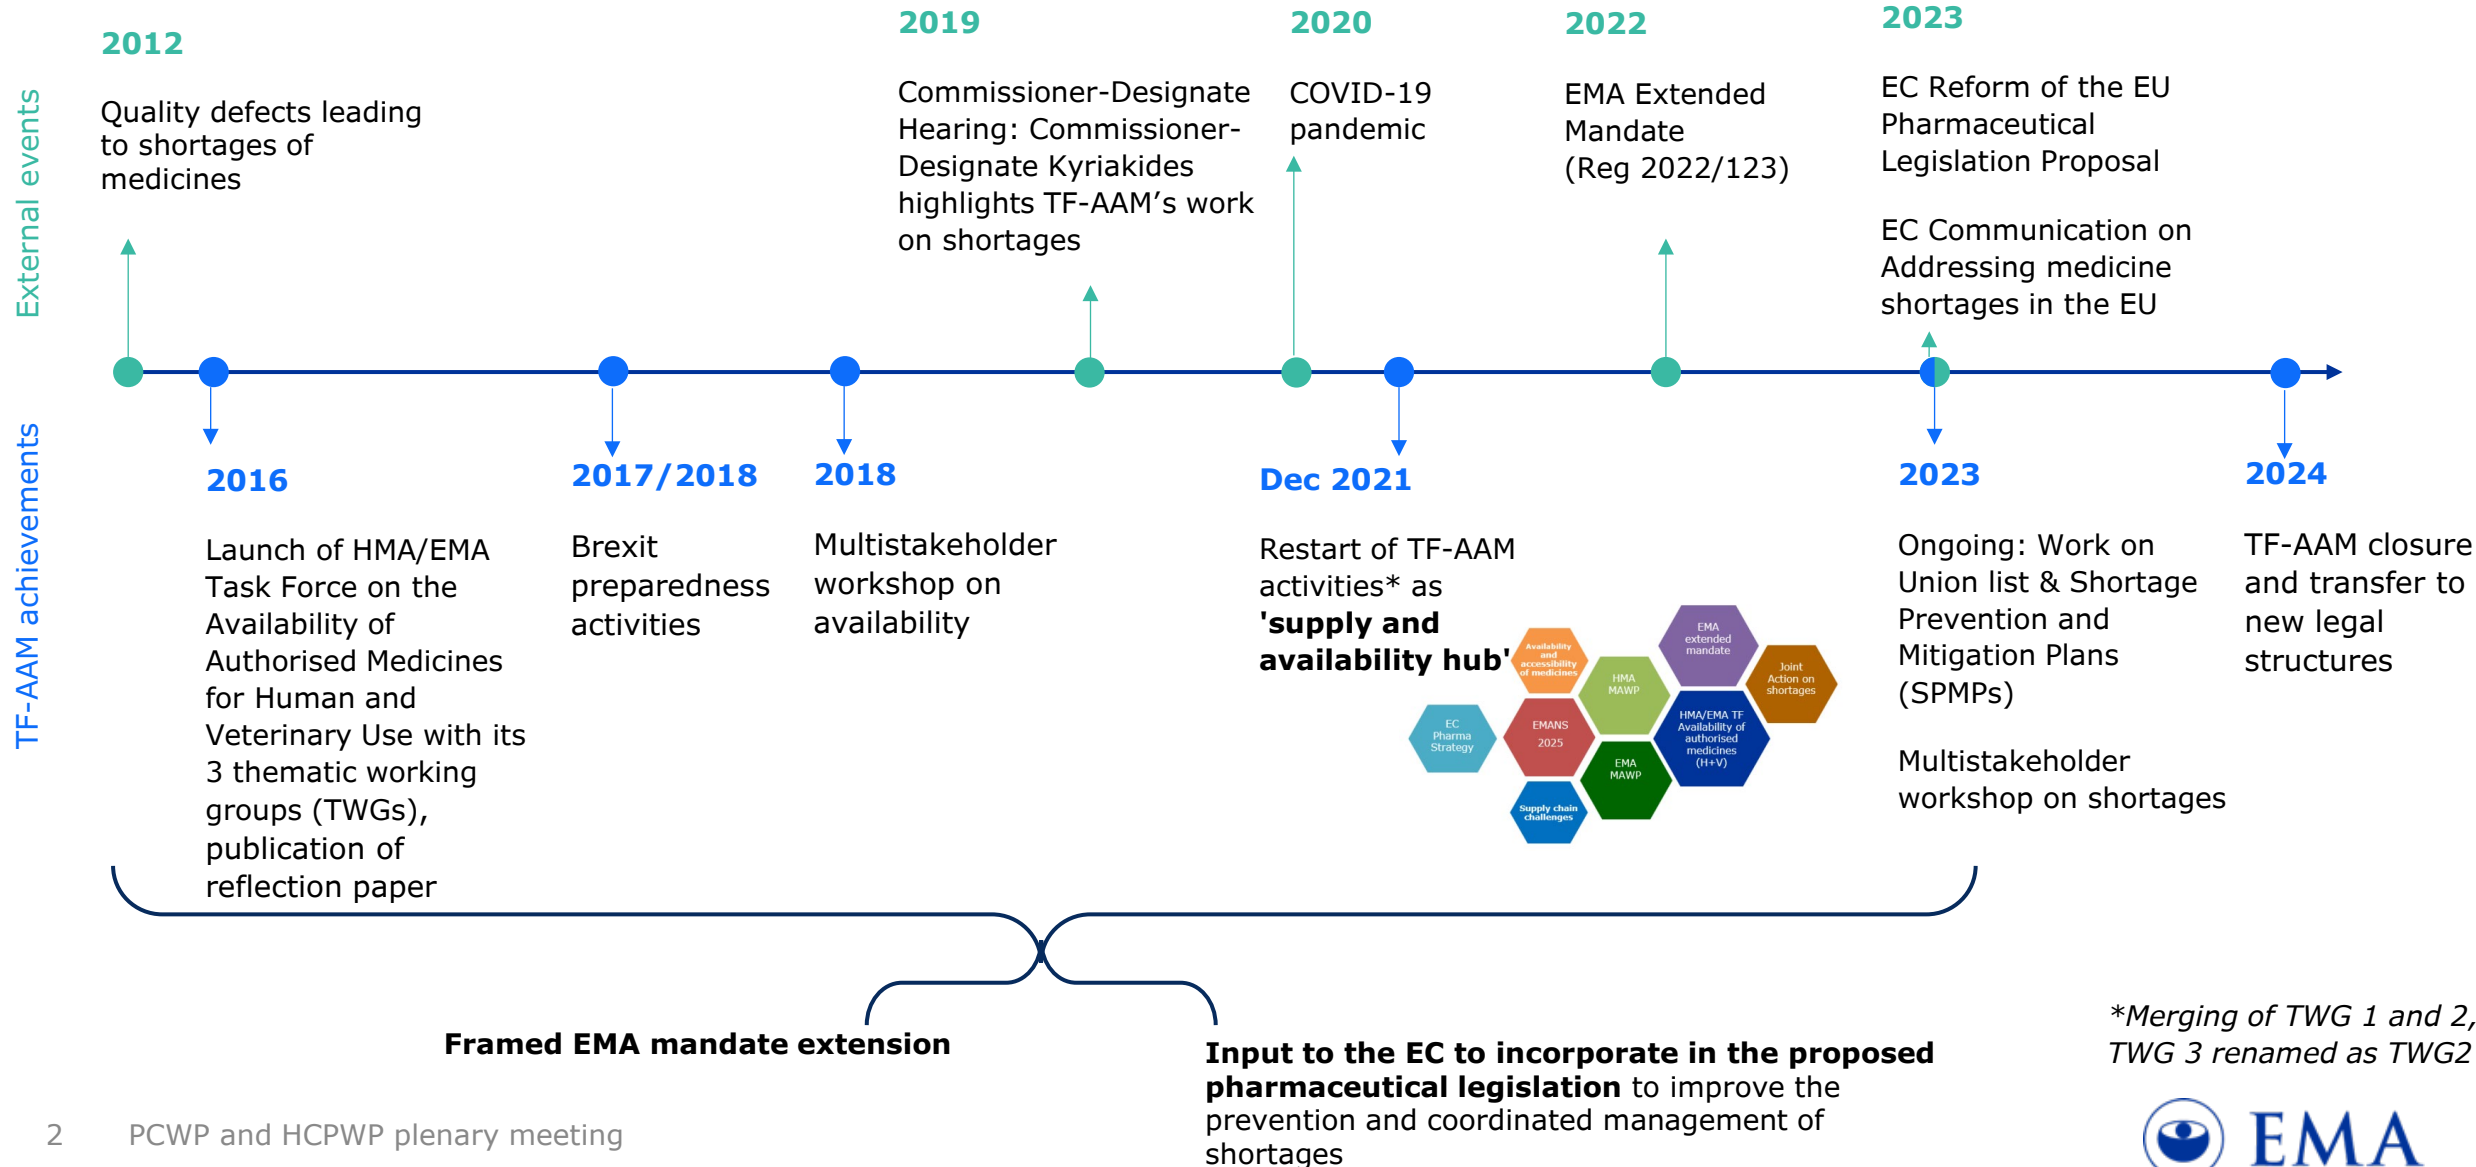 External events
2012
Quality defects leading
to shortages of
medicines
2019
Commissioner-Designate
Hearing: Commissioner-
Designate Kyriakides
highlights TF-AAM’s work
on shortages
2020
COVID-19
pandemic
2022
EMA Extended
Mandate
(Reg 2022/123)
2023
EC Reform of the EU
Pharmaceutical
Legislation Proposal
EC Communication on
Addressing medicine
shortages in the EU
TF-AAM achievements
2016
Launch of HMA/EMA
Task Force on the
Availability of
Authorised Medicines
for Human and
Veterinary Use with its
3 thematic working
groups (TWGs),
publication of
reflection paper
2017/2018
Brexit
preparedness
activities
2018
Multistakeholder
workshop on
availability
Dec 2021
Restart of TF-AAM
activities* as
'supply and
availability hub'
Availability
and
accessibility
of medicines
EMA
extended
mandate
HMA
MAWP
Joint
Action on
shortages
EC
Pharma
Strategy
EMANS
2025
HMA/EMA TF
Availability of
authorised
medicines
(H+V)
EMA
MAWP
Supply chain
challenges
2023
Ongoing: Work on
Union list & Shortage
Prevention and
Mitigation Plans
(SPMPs)
Multistakeholder
workshop on shortages
2024
TF-AAM closure
and transfer to
new legal
structures
Framed EMA mandate extension
Input to the EC to incorporate in the proposed
pharmaceutical legislation to improve the
prevention and coordinated management of
shortages
*Merging of TWG 1 and 2,
TWG 3 renamed as TWG2
2 PCWP and HCPWP plenary meeting
EMA